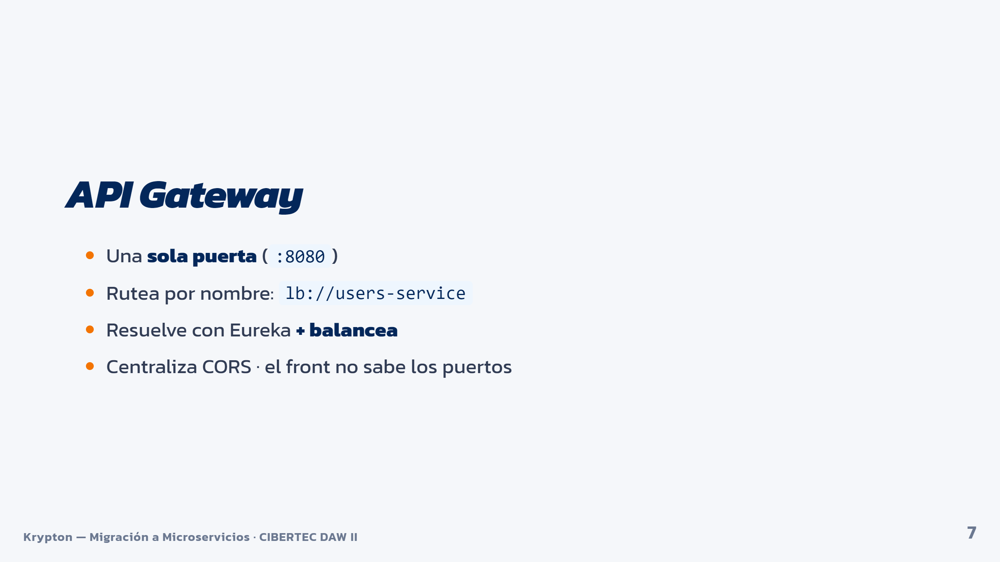 API Gateway
Una sola puerta ( :8080 )
Rutea por nombre: lb://users-service
Resuelve con Eureka + balancea
Centraliza CORS · el front no sabe los puertos
Krypton — Migración a Microservicios · CIBERTEC DAW II
7